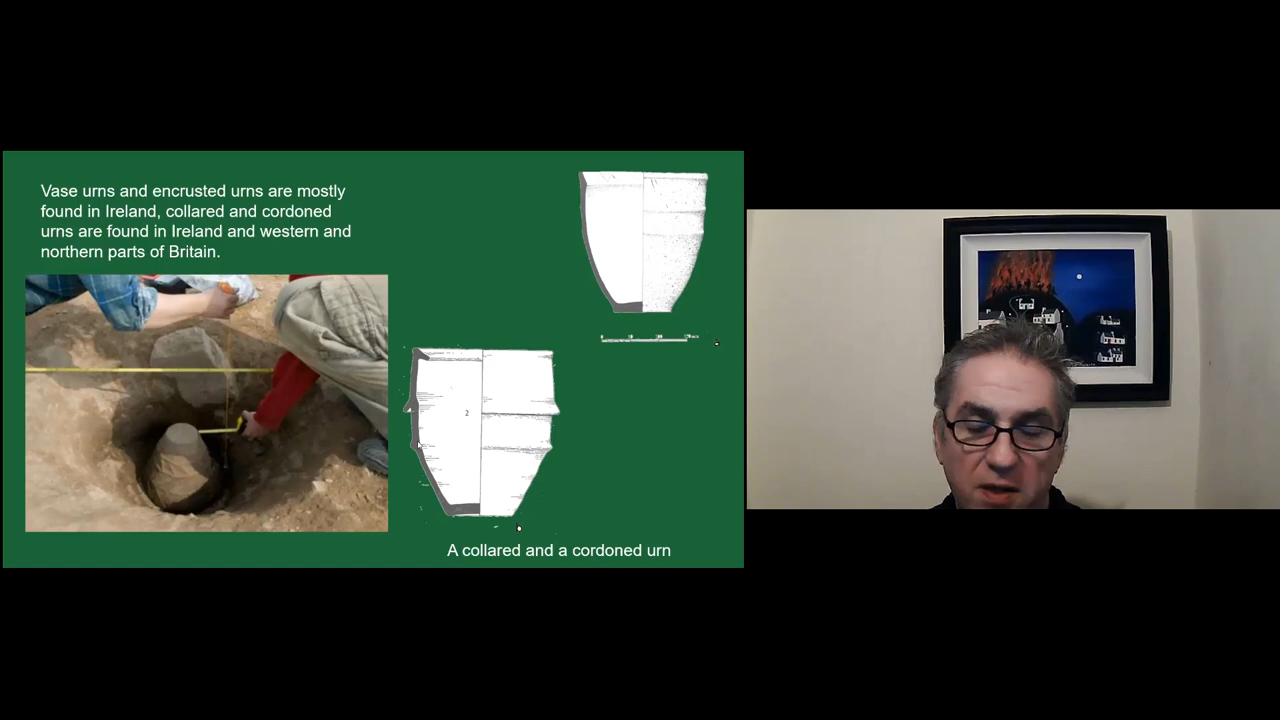 Vase urns and encrusted urns are mostly
found in Ireland, collared and cordoned
urns are found in Ireland and western and
northern parts of Britain.
2
A collared and a cordoned urn